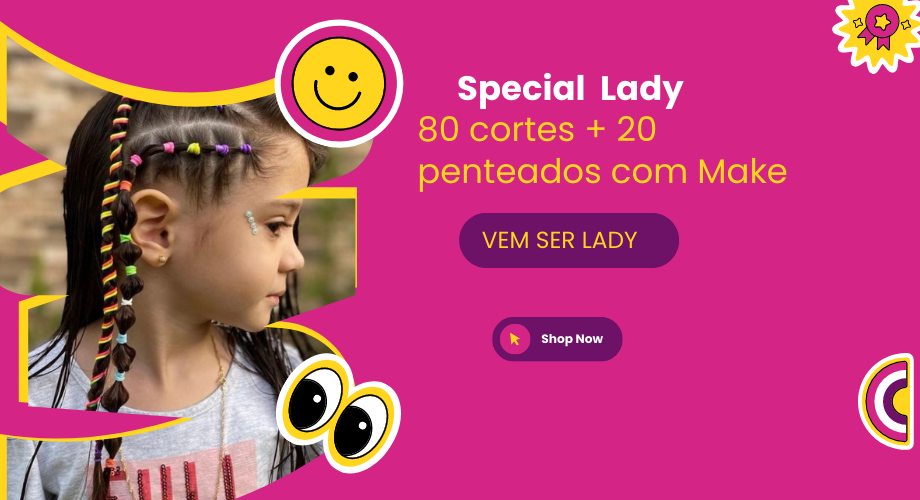 Special Lady
80 cortes + 20
penteados com Make
VEM SER LADY
Shop Now